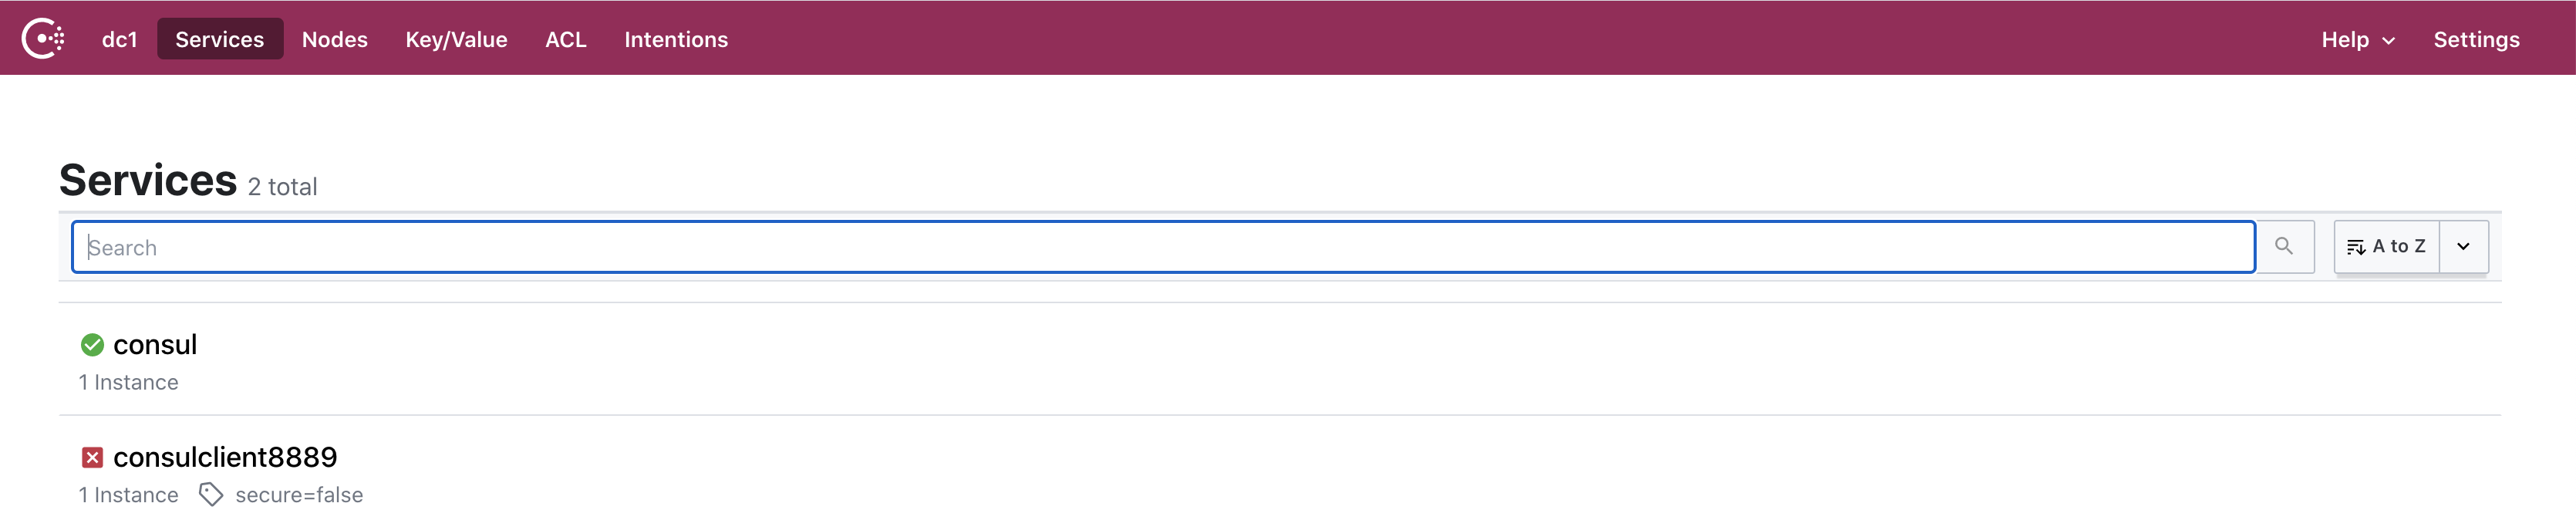 dc1 Services Nodes Key/Value ACL Intentions Help Settings
Services 2 total
Search A to Z
consul
1 Instance
consulclient8889
1 Instance secure=false